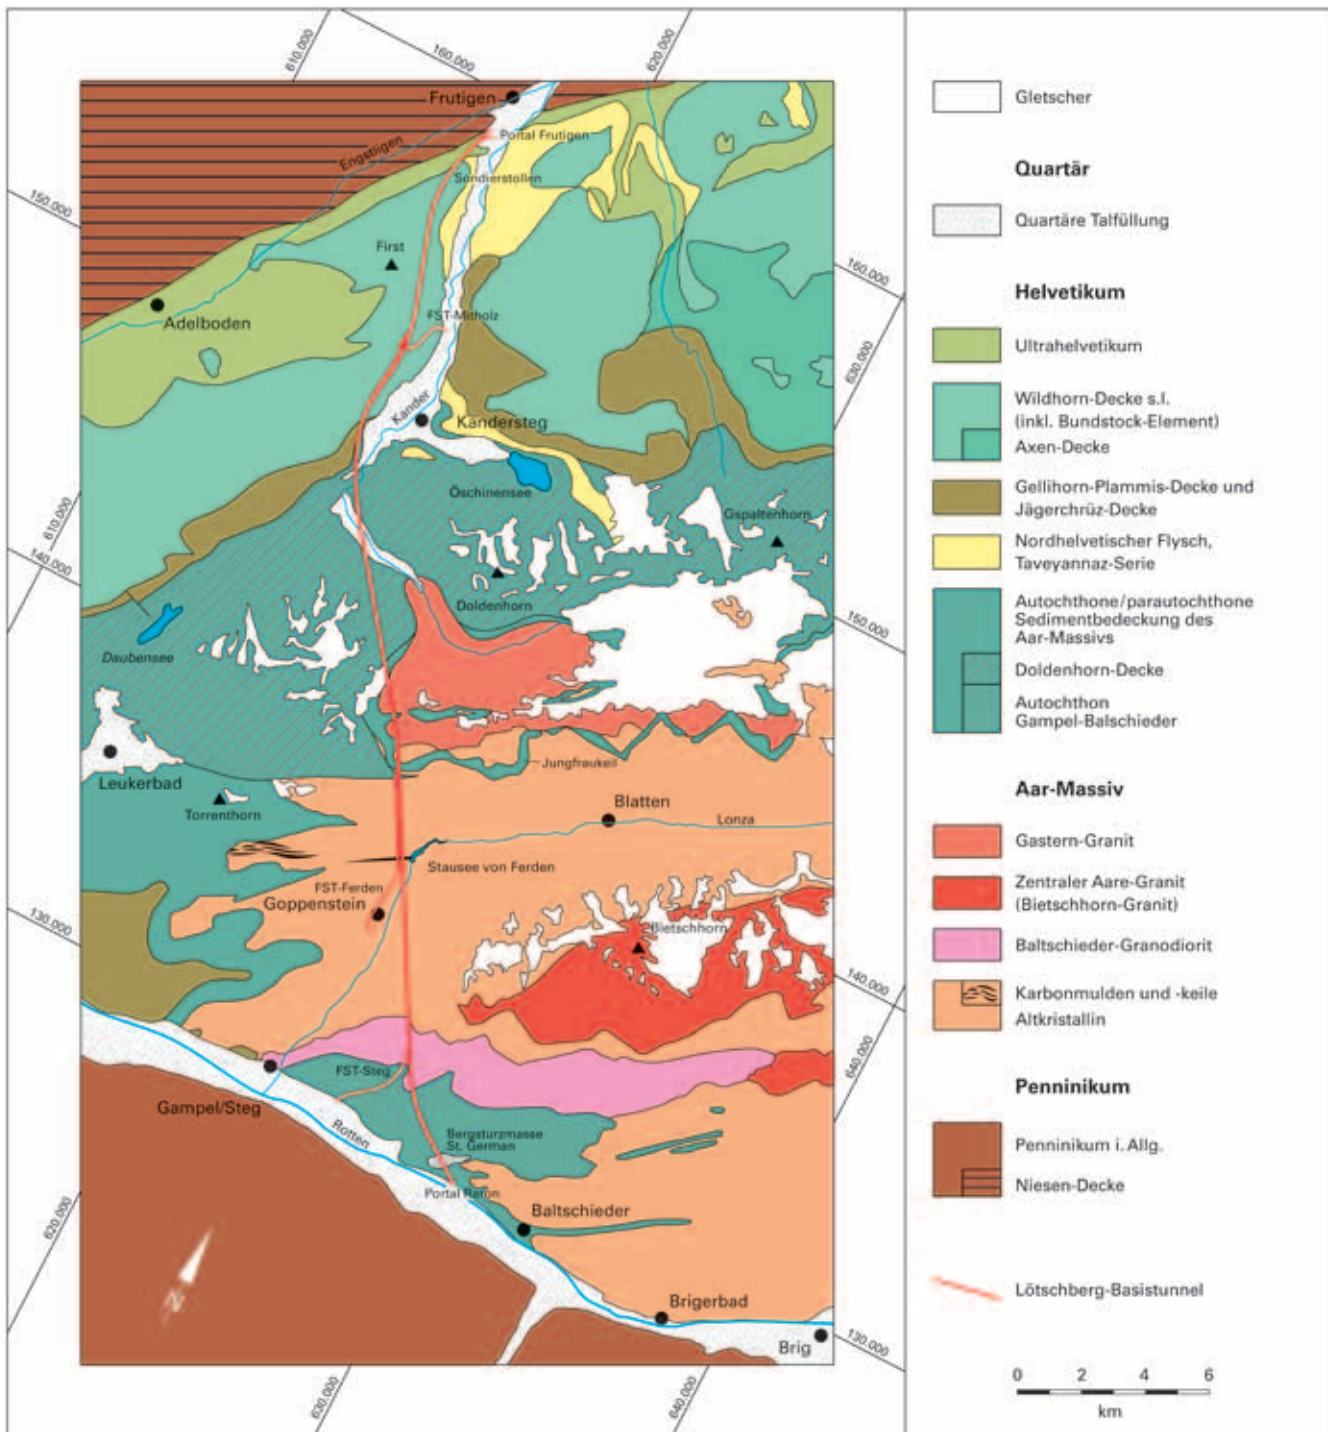 610.000
160.000
620.000
Frutigen
Portal Frutigen
Engstligen
Sondierstollen
150.000
First
160.000
FST-Mitholz
Adelboden
630.000
Kander
Kandersteg
Öschinensee
Gspaltenhorn
610.000
140.000
Doldenhorn
150.000
Daubensee
Jungfraukeil
Leukerbad
Torrenthorn
Blatten
Lonza
Stausee von Ferden
FST-Ferden
Goppenstein
130.000
Bietschhorn
140.000
FST-Steg
640.000
Gampel/Steg
Rotten
Bergsturzmasse
St. German
Portal Raron
Baltschieder
620.000
N
Brigerbad
Brig
130.000
630.000
640.000
Gletscher
Quartär
Quartäre Talfüllung
Helvetikum
Ultrahelvetikum
Wildhorn-Decke s.l.
(inkl. Bundstock-Element)
Axen-Decke
Gellihorn-Plammis-Decke und
Jägerchrüz-Decke
Nordhelvetischer Flysch,
Taveyannaz-Serie
Autochthone/parautochthone
Sedimentbedeckung des
Aar-Massivs
Doldenhorn-Decke
Autochthon
Gampel-Balschieder
Aar-Massiv
Gastern-Granit
Zentraler Aare-Granit
(Bietschhorn-Granit)
Baltschieder-Granodiorit
Karbonmulden und -keile
Altkristallin
Penninikum
Penninikum i. Allg.
Niesen-Decke
Lötschberg-Basistunnel
0 2 4 6
km